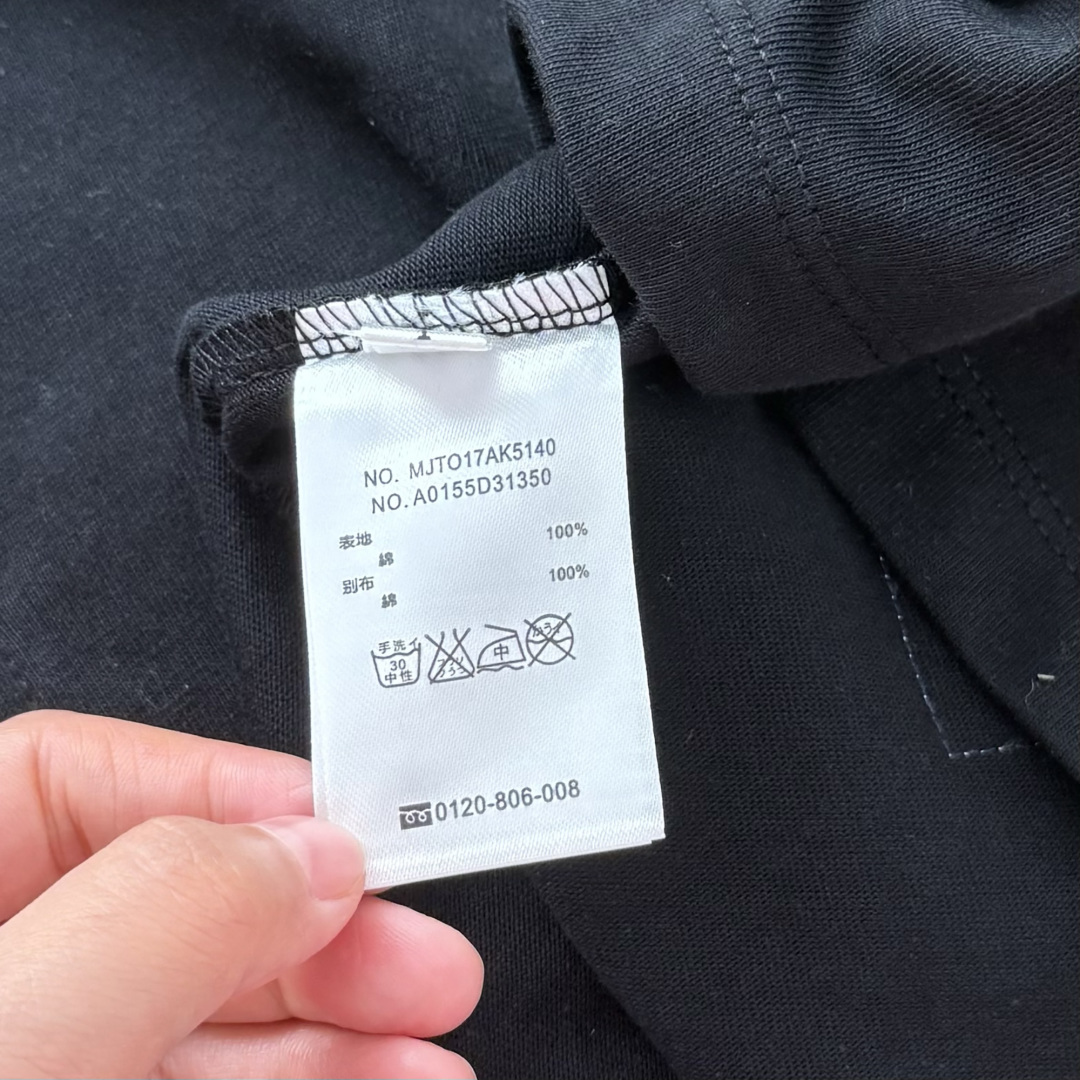 NO. MJTO17AK5140
NO. A0155D31350
表地
綿 100%
別布
綿 100%
手洗イ
30
中性
中
0120-806-008